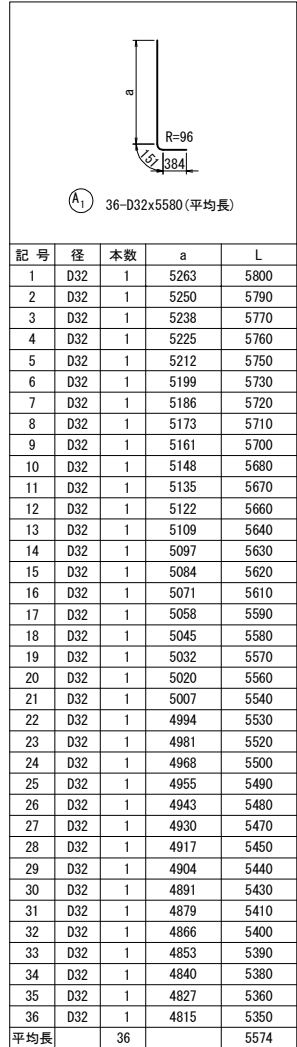 a
R=96
151
384
A1 36-D32x5580(平均長)
記 号 径 本数 a L
1 D32 1 5263 5800
2 D32 1 5250 5790
3 D32 1 5238 5770
4 D32 1 5225 5760
5 D32 1 5212 5750
6 D32 1 5199 5730
7 D32 1 5186 5720
8 D32 1 5173 5710
9 D32 1 5161 5700
10 D32 1 5148 5680
11 D32 1 5135 5670
12 D32 1 5122 5660
13 D32 1 5109 5640
14 D32 1 5097 5630
15 D32 1 5084 5620
16 D32 1 5071 5610
17 D32 1 5058 5590
18 D32 1 5045 5580
19 D32 1 5032 5570
20 D32 1 5020 5560
21 D32 1 5007 5540
22 D32 1 4994 5530
23 D32 1 4981 5520
24 D32 1 4968 5500
25 D32 1 4955 5490
26 D32 1 4943 5480
27 D32 1 4930 5470
28 D32 1 4917 5450
29 D32 1 4904 5440
30 D32 1 4891 5430
31 D32 1 4879 5410
32 D32 1 4866 5400
33 D32 1 4853 5390
34 D32 1 4840 5380
35 D32 1 4827 5360
36 D32 1 4815 5350
平均長 36 5574